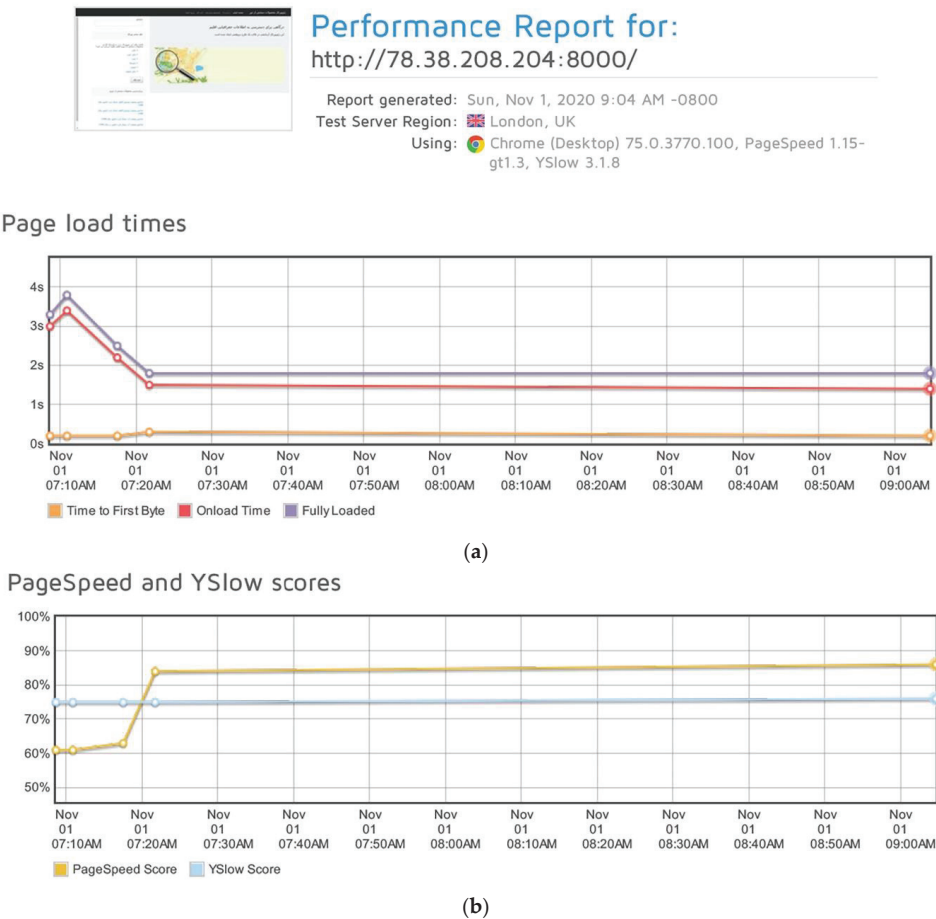 Performance Report for:
http://78.38.208.204:8000/
Report generated: Sun, Nov 1, 2020 9:04 AM -0800
Test Server Region: London, UK
Using: Chrome (Desktop) 75.0.3770.100, PageSpeed 1.15-
gt1.3, YSlow 3.1.8
Page load times
4s
3s
2s
1s
0s
Nov Nov Nov Nov Nov Nov Nov Nov Nov Nov Nov Nov
01 01 01 01 01 01 01 01 01 01 01 01
07:10AM 07:20AM 07:30AM 07:40AM 07:50AM 08:00AM 08:10AM 08:20AM 08:30AM 08:40AM 08:50AM 09:00AM
Time to First Byte Onload Time Fully Loaded
(a)
PageSpeed and YSlow scores
100%
90%
80%
70%
60%
50%
Nov Nov Nov Nov Nov Nov Nov Nov Nov Nov Nov Nov
01 01 01 01 01 01 01 01 01 01 01 01
07:10AM 07:20AM 07:30AM 07:40AM 07:50AM 08:00AM 08:10AM 08:20AM 08:30AM 08:40AM 08:50AM 09:00AM
PageSpeed Score YSlow Score
(b)